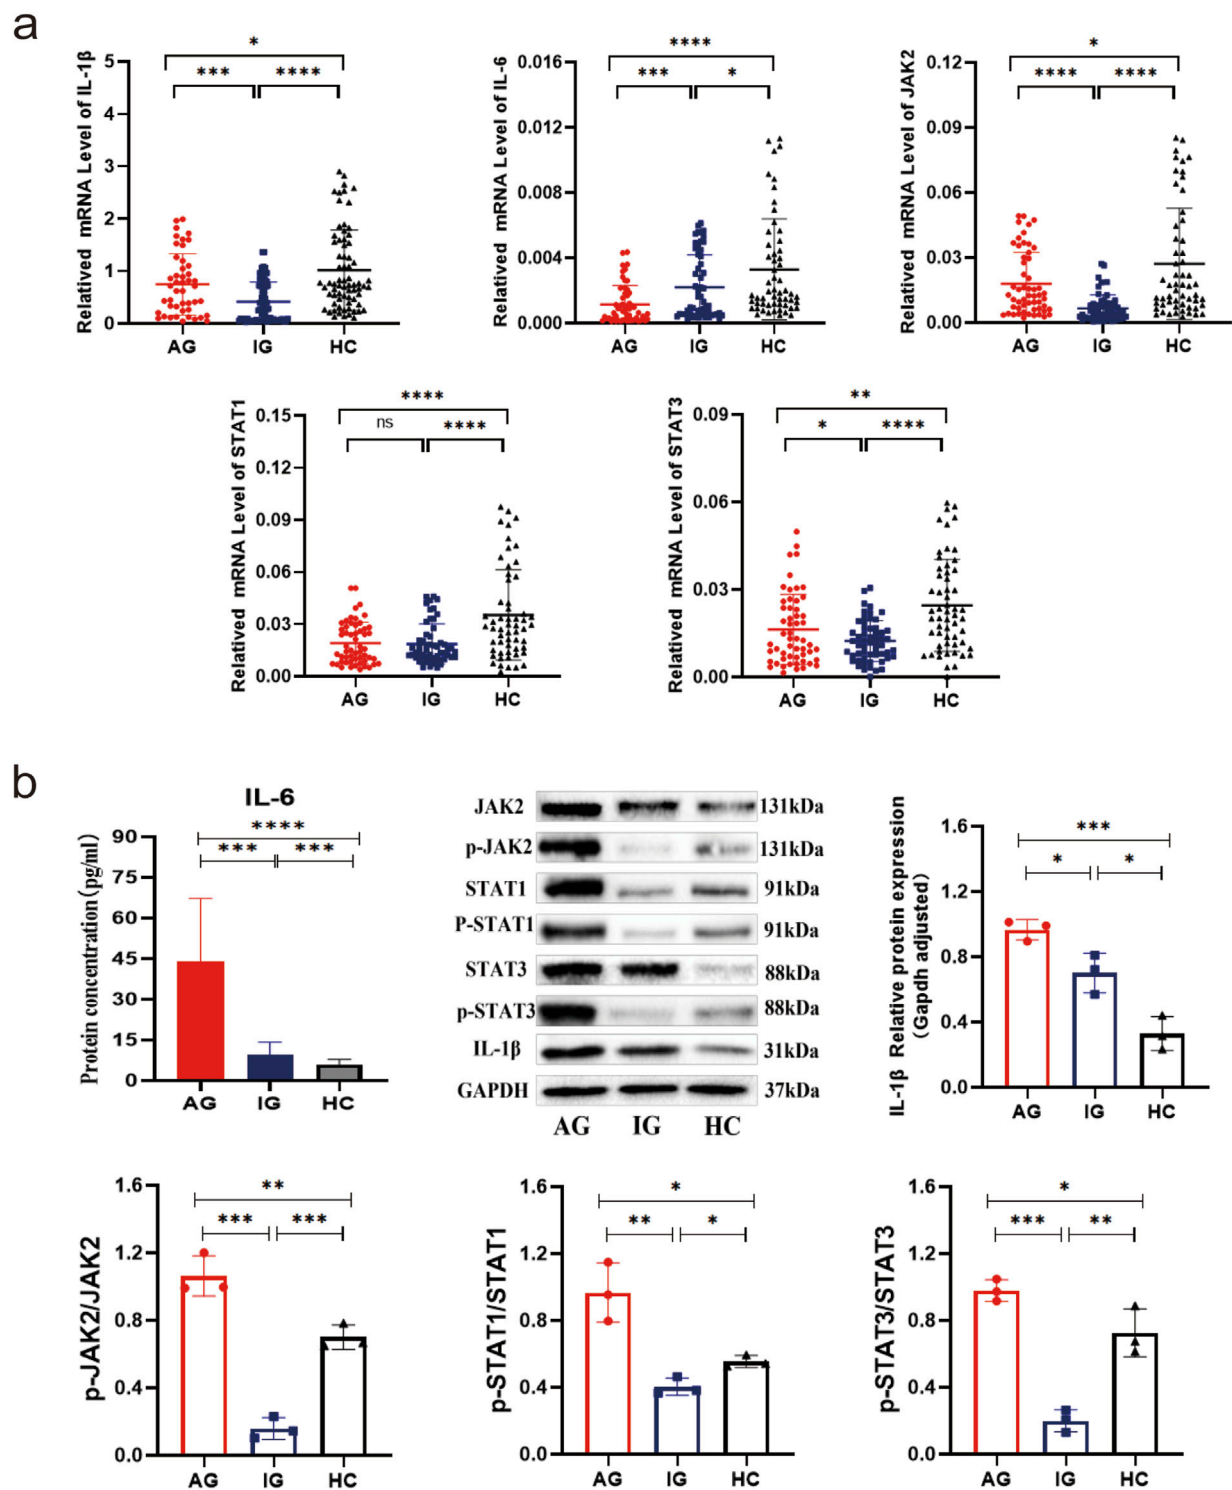 a
Relatived mRNA Level of IL-1β
5
4
3
2
1
0
*
***
****
AG IG HC
Relatived mRNA Level of IL-6
0.016
0.012
0.008
0.004
0.000
****
***
*
AG IG HC
Relatived mRNA Level of JAK2
0.12
0.09
0.06
0.03
0.00
*
****
****
AG IG HC
Relatived mRNA Level of STAT1
0.15
0.12
0.09
0.06
0.03
0.00
****
ns
****
AG IG HC
Relatived mRNA Level of STAT3
0.09
0.06
0.03
0.00
**
*
****
AG IG HC
b
IL-6
Protein concentration(pg/ml)
90
75
60
45
30
15
0
****
***
***
AG IG HC
JAK2 131kDa
p-JAK2 131kDa
STAT1 91kDa
P-STAT1 91kDa
STAT3 88kDa
p-STAT3 88kDa
IL-1β 31kDa
GAPDH 37kDa
AG IG HC
IL-1β Relative protein expression
(Gapdh adjusted)
1.6
1.2
0.8
0.4
0.0
***
*
*
AG IG HC
p-JAK2/JAK2
1.6
1.2
0.8
0.4
0.0
**
***
***
AG IG HC
p-STAT1/STAT1
1.6
1.2
0.8
0.4
0.0
*
**
*
AG IG HC
p-STAT3/STAT3
1.6
1.2
0.8
0.4
0.0
*
***
**
AG IG HC